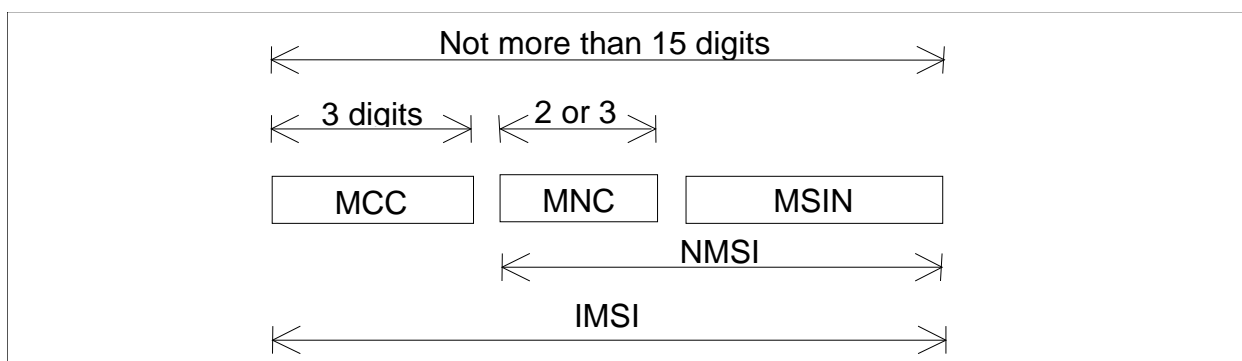 Not more than 15 digits
3 digits
2 or 3
MCC
MNC
MSIN
NMSI
IMSI